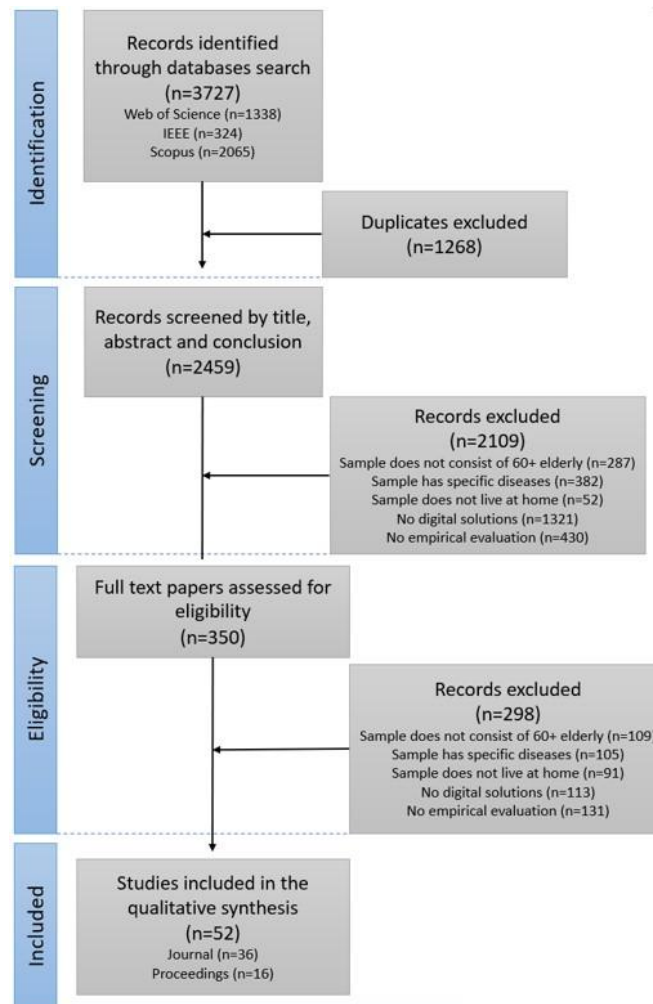 Identification
Records identified
through databases search
(n=3727)
Web of Science (n=1338)
IEEE (n=324)
Scopus (n=2065)
Duplicates excluded
(n=1268)
Screening
Records screened by title,
abstract and conclusion
(n=2459)
Records excluded
(n=2109)
Sample does not consist of 60+ elderly (n=287)
Sample has specific diseases (n=382)
Sample does not live at home (n=52)
No digital solutions (n=1321)
No empirical evaluation (n=430)
Eligibility
Full text papers assessed for
eligibility
(n=350)
Records excluded
(n=298)
Sample does not consist of 60+ elderly (n=109)
Sample has specific diseases (n=105)
Sample does not live at home (n=91)
No digital solutions (n=113)
No empirical evaluation (n=131)
Included
Studies included in the
qualitative synthesis
(n=52)
Journal (n=36)
Proceedings (n=16)